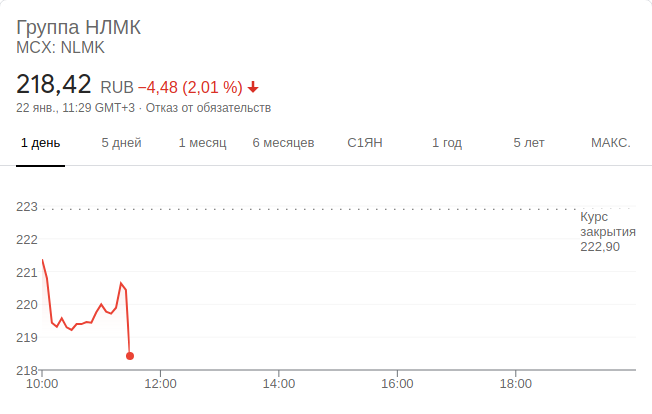 Группа НЛМК
MCX: NLMK
218,42 RUB −4,48 (2,01 %)
22 янв., 11:29 GMT+3 · Отказ от обязательств
1 день 5 дней 1 месяц 6 месяцев С1ЯН 1 год 5 лет МАКС.
223
Курс
закрытия
222,90
222
221
220
219
218
10:00 12:00 14:00 16:00 18:00